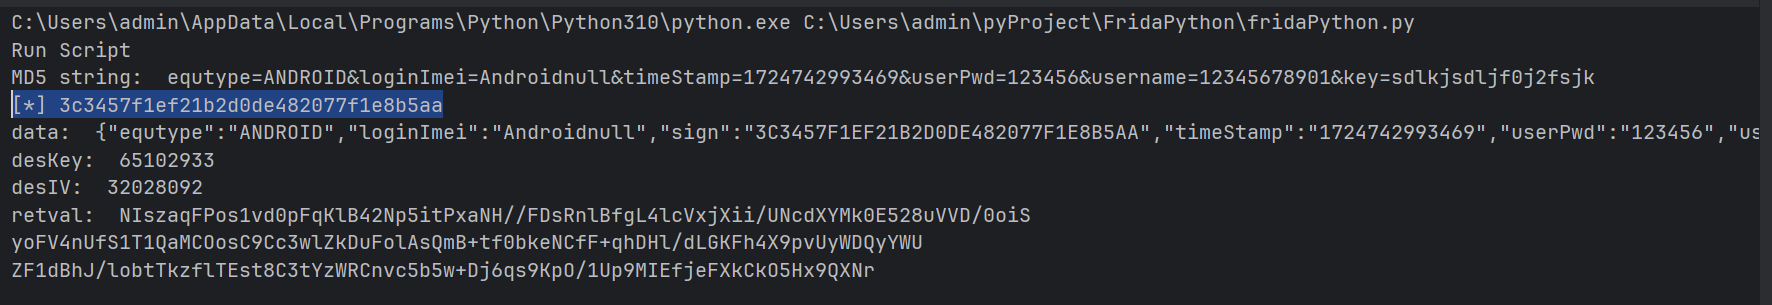 C:\Users\admin\AppData\Local\Programs\Python\Python310\python.exe C:\Users\admin\pyProject\FridaPython\fridaPython.py
Run Script
MD5 string:  equtype=ANDROID&loginImei=Androidnull&timeStamp=1724742993469&userPwd=123456&username=12345678901&key=sdlkjsdljf0j2fsjk
[*] 3c3457f1ef21b2d0de482077f1e8b5aa
data:  {"equtype":"ANDROID","loginImei":"Androidnull","sign":"3C3457F1EF21B2D0DE482077F1E8B5AA","timeStamp":"1724742993469","userPwd":"123456","us
desKey:  65102933
desIV:  32028092
retval:  NIszaqFPos1vd0pFqKlB42Np5itPxaNH//FDsRnlBfgL4lcVxjXii/UNcdXYMk0E528uVVD/0oiS
yoFV4nUfS1T1QaMCOosC9Cc3wlZkDuFolAsQmB+tf0bkeNCfF+qhDHl/dLGKFh4X9pvUyWDQyYWU
ZF1dBhJ/lobtTkzflTEst8C3tYzWRCnvc5b5w+Dj6qs9KpO/1Up9MIEfjeFXkCkO5Hx9QXNr